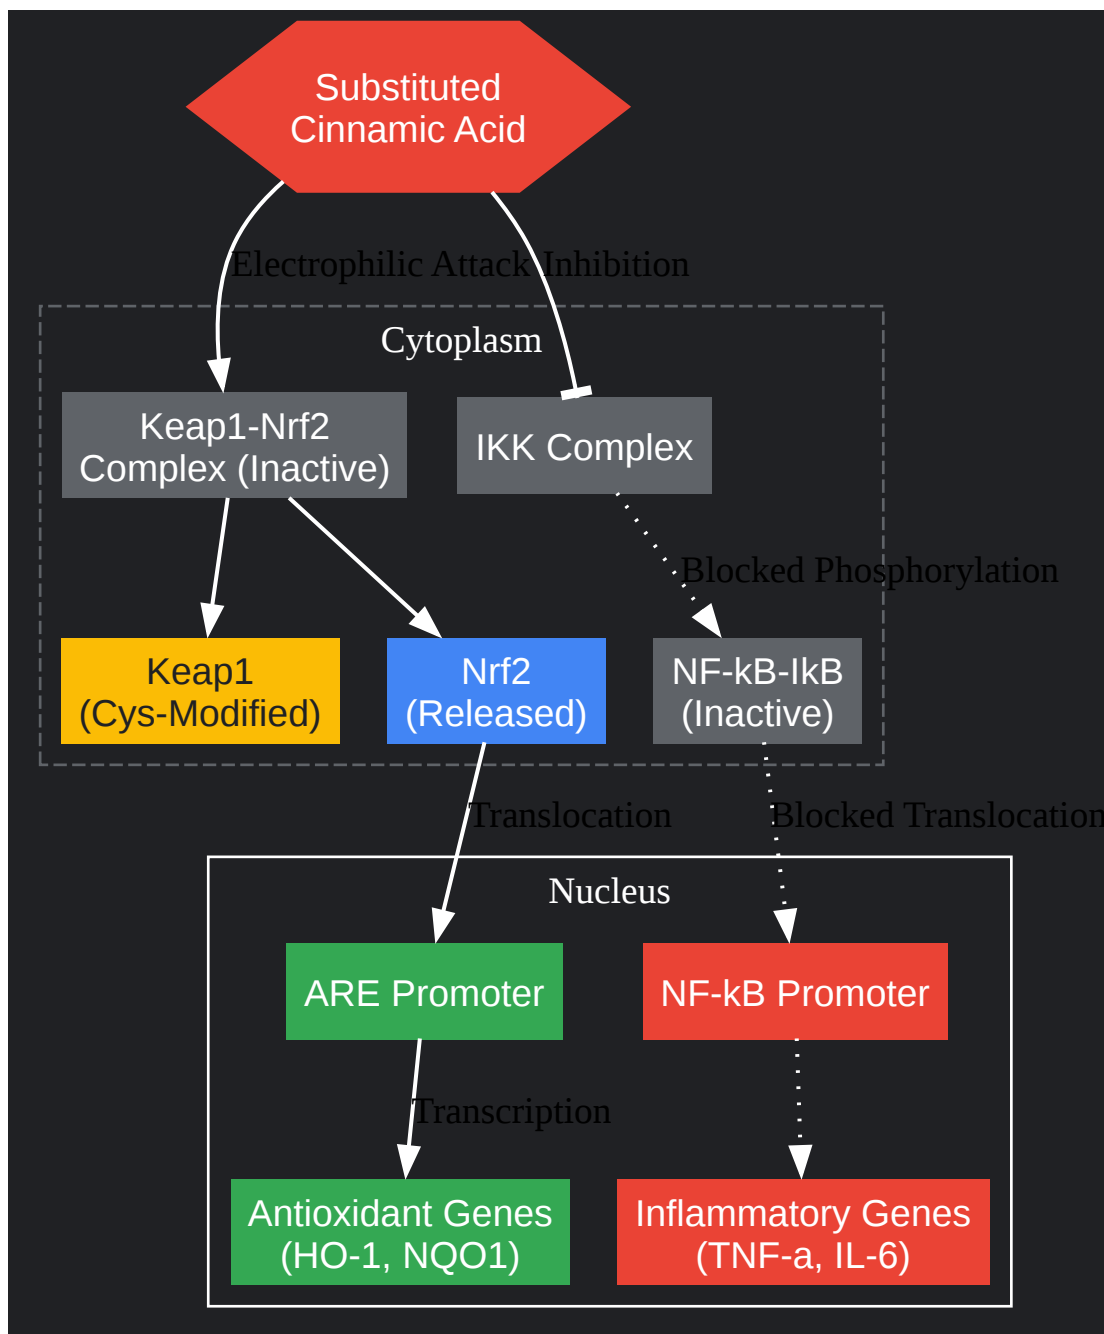 Substituted
Cinnamic Acid
Electrophilic Attack
Inhibition
Cytoplasm
Keap1-Nrf2
Complex (Inactive)
IKK Complex
Blocked Phosphorylation
Keap1
(Cys-Modified)
Nrf2
(Released)
NF-kB-IkB
(Inactive)
Translocation
Blocked Translocation
Nucleus
ARE Promoter
NF-kB Promoter
Transcription
Antioxidant Genes
(HO-1, NQO1)
Inflammatory Genes
(TNF-a, IL-6)